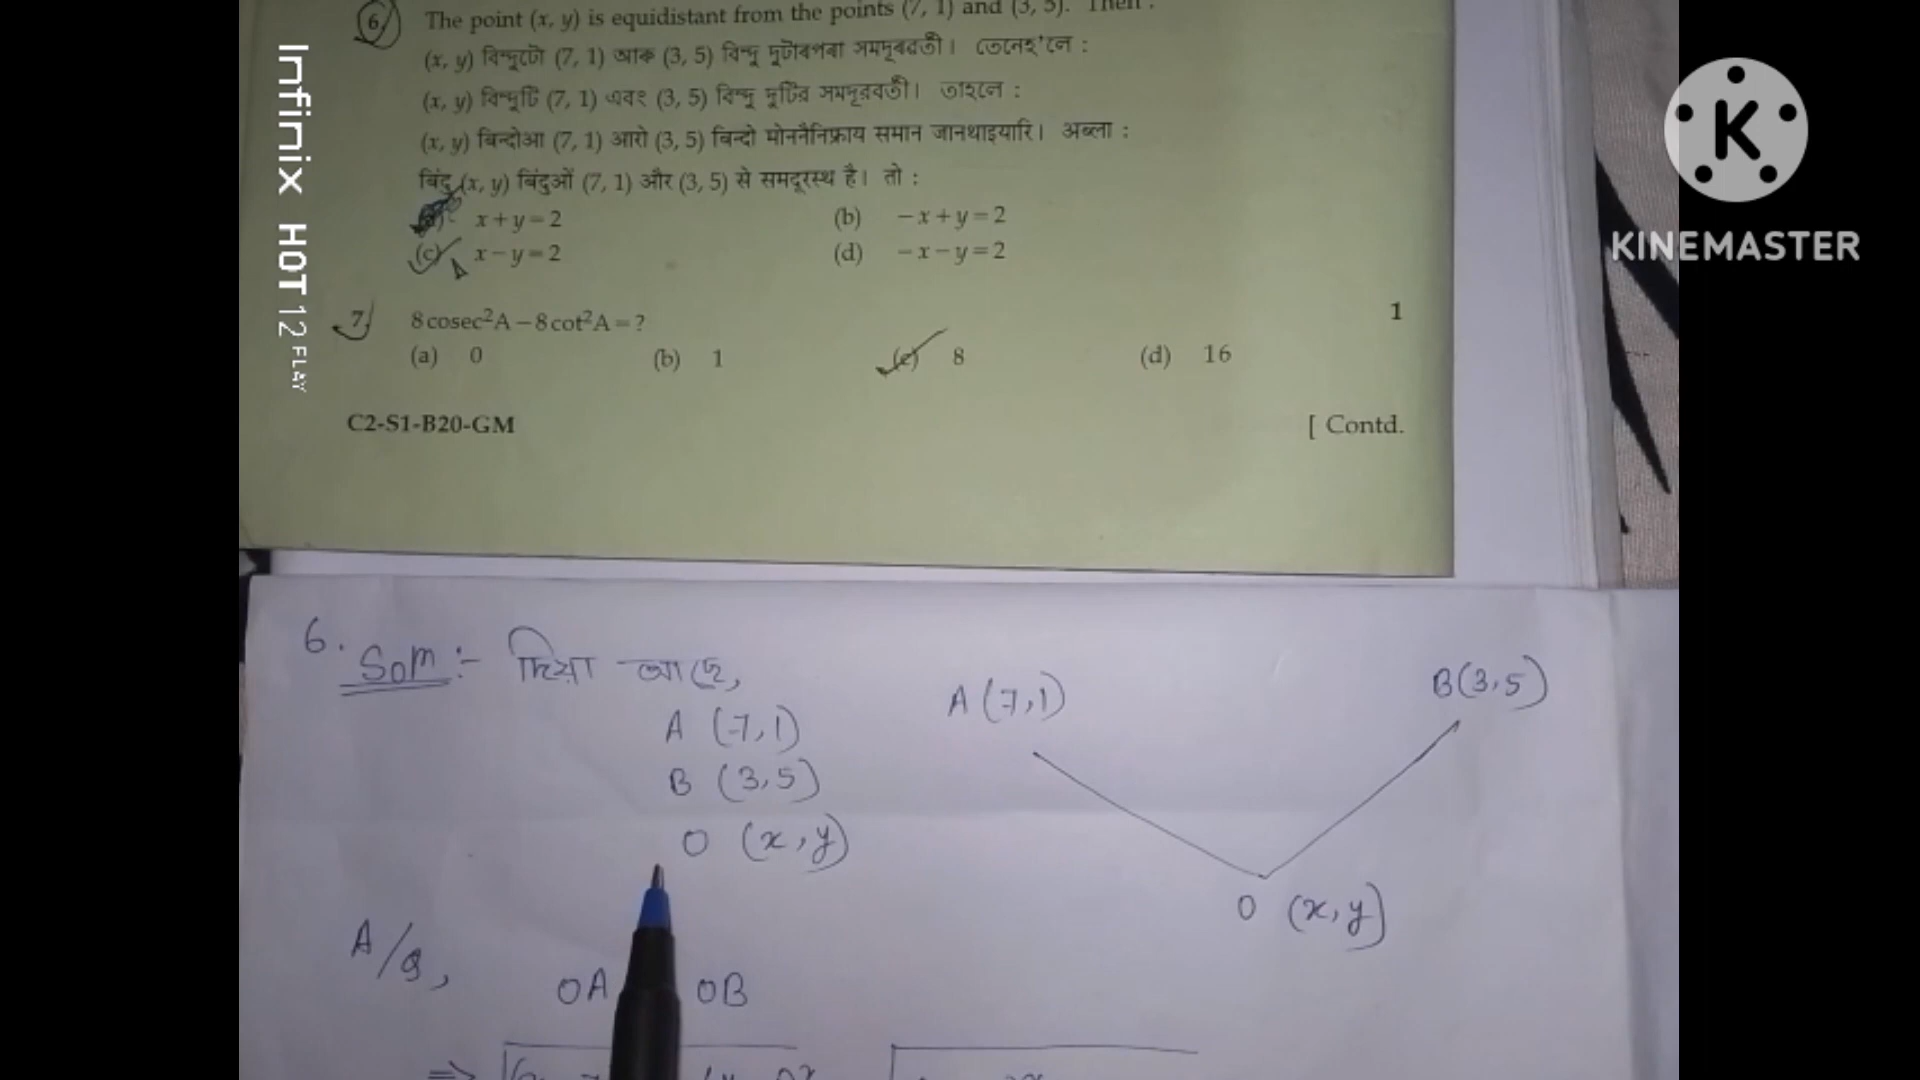 6. The point (x, y) is equidistant from the points (7, 1) and (3, 5). Then :
(x, y) বিন্দুটো (7, 1) আৰু (3, 5) বিন্দু দুটাৰপৰা সমদূৰৱৰ্তী। তেনেহ'লে :
(x, y) বিন্দুটি (7, 1) এবং (3, 5) বিন্দু দুটির সমদূরবর্তী। তাহলে :
(x, y) बिन्दोआ (7, 1) आरो (3, 5) बिन्दो मोननैनिफ्राय समान जानथाइयारि। अब्ला :
बिंदु (x, y) बिंदुओं (7, 1) और (3, 5) से समदूरस्थ है। तो :
(a) x+y=2 (b) −x+y=2
(c) x−y=2 (d) −x−y=2
7. 8cosec²A−8cot²A=? 1
(a) 0 (b) 1 (c) 8 (d) 16
C2-S1-B20-GM [ Contd.
6. Soln :- দিয়া আছে,
A (7,1)
B (3,5)
O (x,y)
A (7,1) B(3,5)
O (x,y)
A/Q,
OA OB
Infinix HOT 12 PLAY
K
KINEMASTER